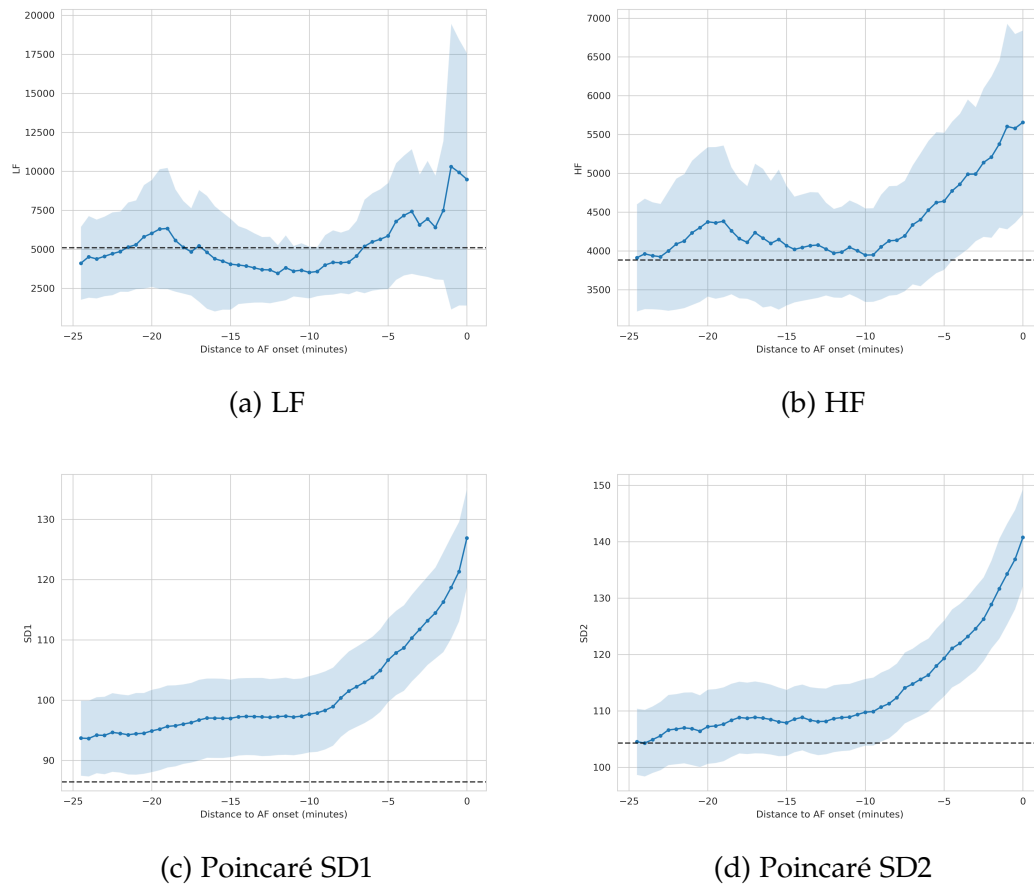 20000
17500
15000
12500
10000
7500
5000
2500
LF
−25 −20 −15 −10 −5 0
Distance to AF onset (minutes)
(a) LF
7000
6500
6000
5500
5000
4500
4000
3500
HF
−25 −20 −15 −10 −5 0
Distance to AF onset (minutes)
(b) HF
130
120
110
100
90
SD1
−25 −20 −15 −10 −5 0
Distance to AF onset (minutes)
(c) Poincaré SD1
150
140
130
120
110
100
SD2
−25 −20 −15 −10 −5 0
Distance to AF onset (minutes)
(d) Poincaré SD2